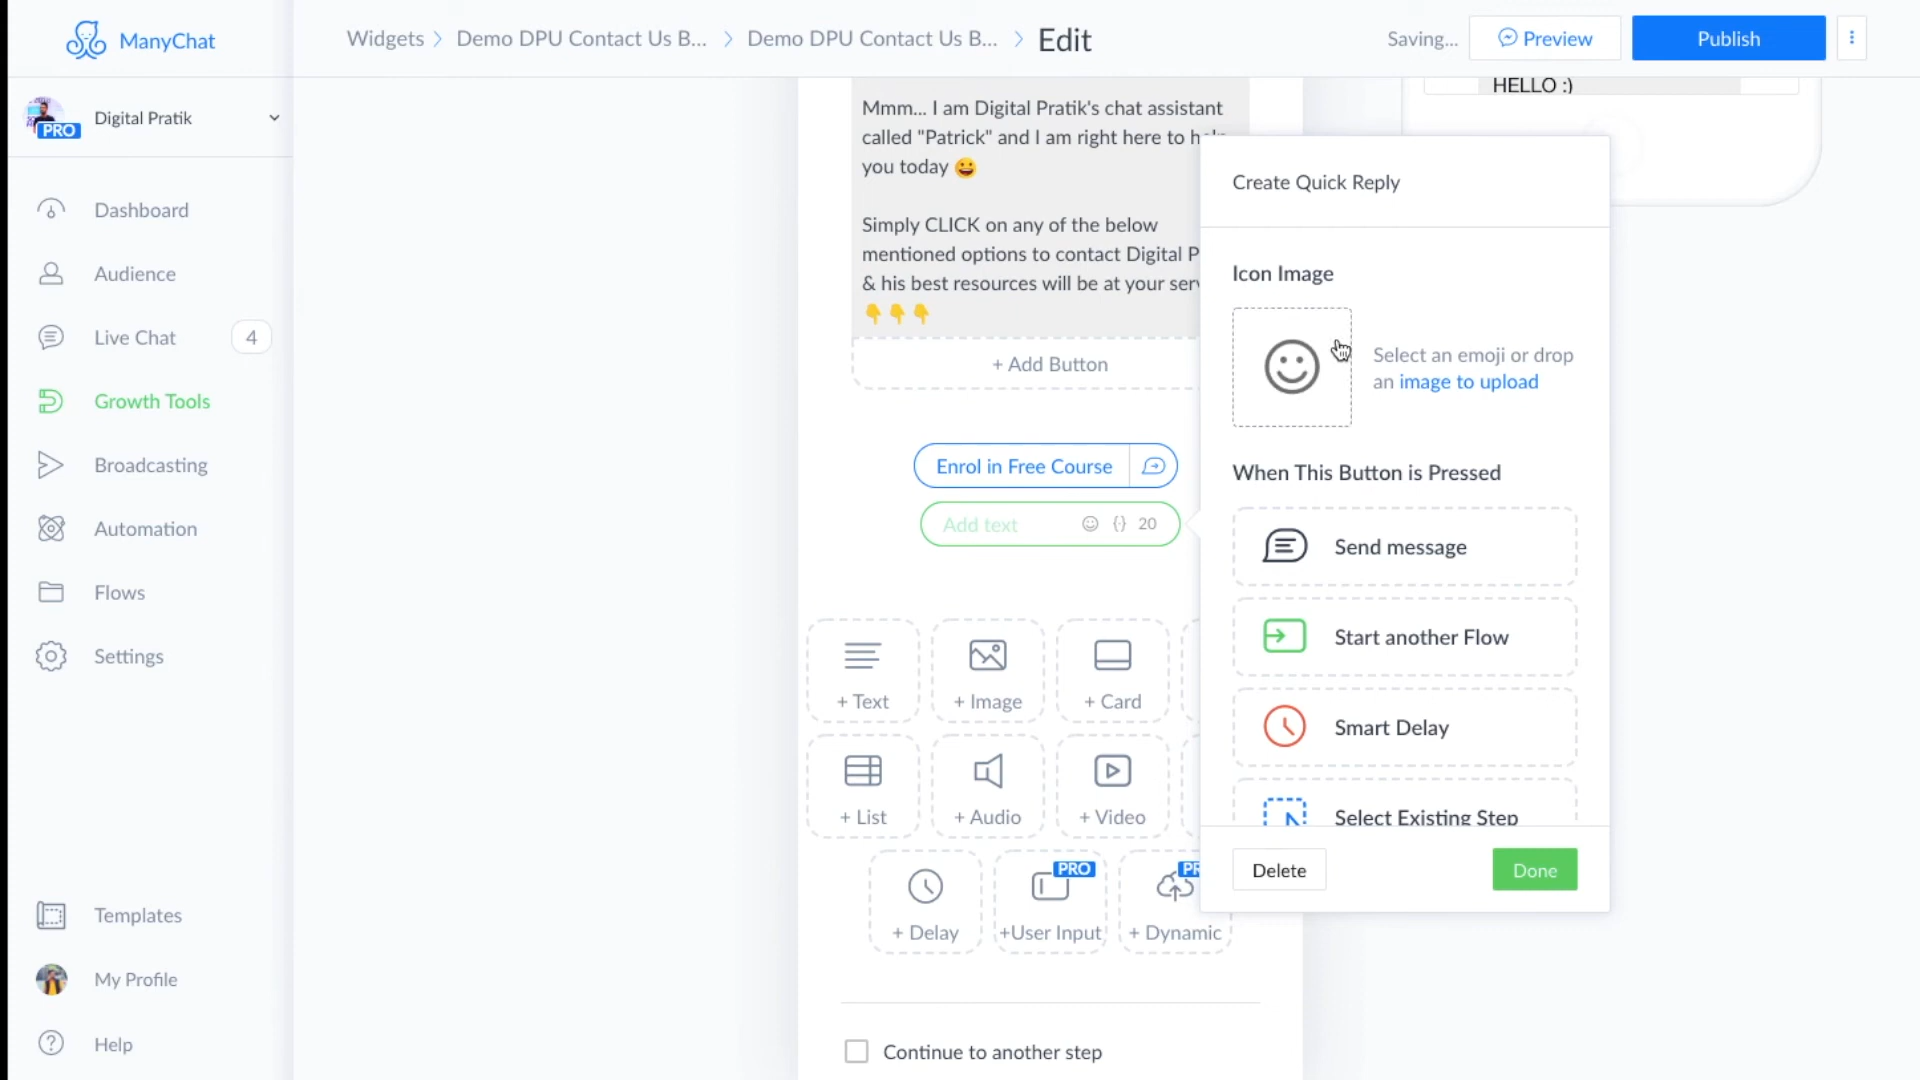 ManyChat
Widgets
Demo DPU Contact Us B...
Demo DPU Contact Us B...
Edit
Saving...
Preview
Publish
PRO
Digital Pratik
Dashboard
Audience
Live Chat
4
Growth Tools
Broadcasting
Automation
Flows
Settings
Templates
My Profile
Help
HELLO :)
Mmm... I am Digital Pratik's chat assistant
called "Patrick" and I am right here to help
you today 😀
Simply CLICK on any of the below
mentioned options to contact Digital P
& his best resources will be at your serv
👇👇👇
+ Add Button
Enrol in Free Course
Add text
{·} 20
+ Text
+ Image
+ Card
+ List
+ Audio
+ Video
+ Delay
PRO
+User Input
PR
+ Dynamic
Continue to another step
Create Quick Reply
Icon Image
Select an emoji or drop
an image to upload
When This Button is Pressed
Send message
Start another Flow
Smart Delay
Select Existing Step
Delete
Done